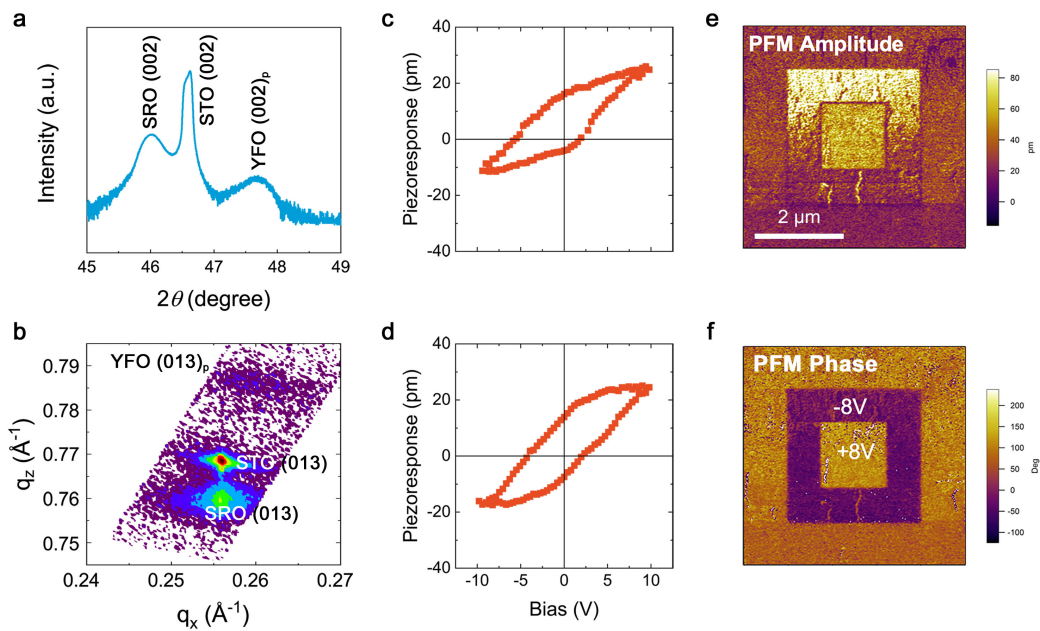 a
Intensity (a.u.)
SRO (002)
STO (002)
YFO (002)p
45 46 47 48 49
2θ (degree)
b
YFO (013)p
STO (013)
SRO (013)
0.79
0.78
0.77
0.76
0.75
qz (Å-1)
0.24 0.25 0.26 0.27
qx (Å-1)
c
Piezoresponse (pm)
40
20
0
-20
-40
d
Piezoresponse (pm)
40
20
0
-20
-40
-10 -5 0 5 10
Bias (V)
e
PFM Amplitude
2 µm
80
60
40
20
0
pm
f
PFM Phase
-8V
+8V
200
150
100
50
0
-50
-100
Deg